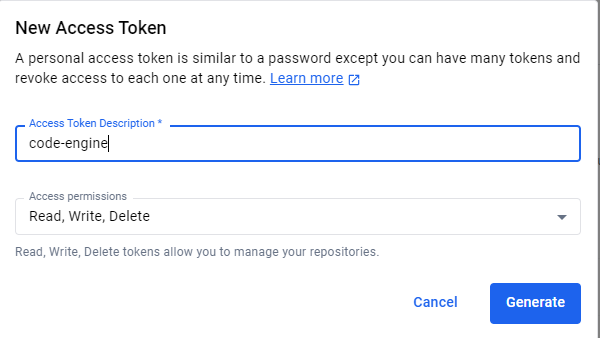 New Access Token
A personal access token is similar to a password except you can have many tokens and
revoke access to each one at any time. Learn more
Access Token Description *
code-engine
Access permissions
Read, Write, Delete
Read, Write, Delete tokens allow you to manage your repositories.
Cancel Generate